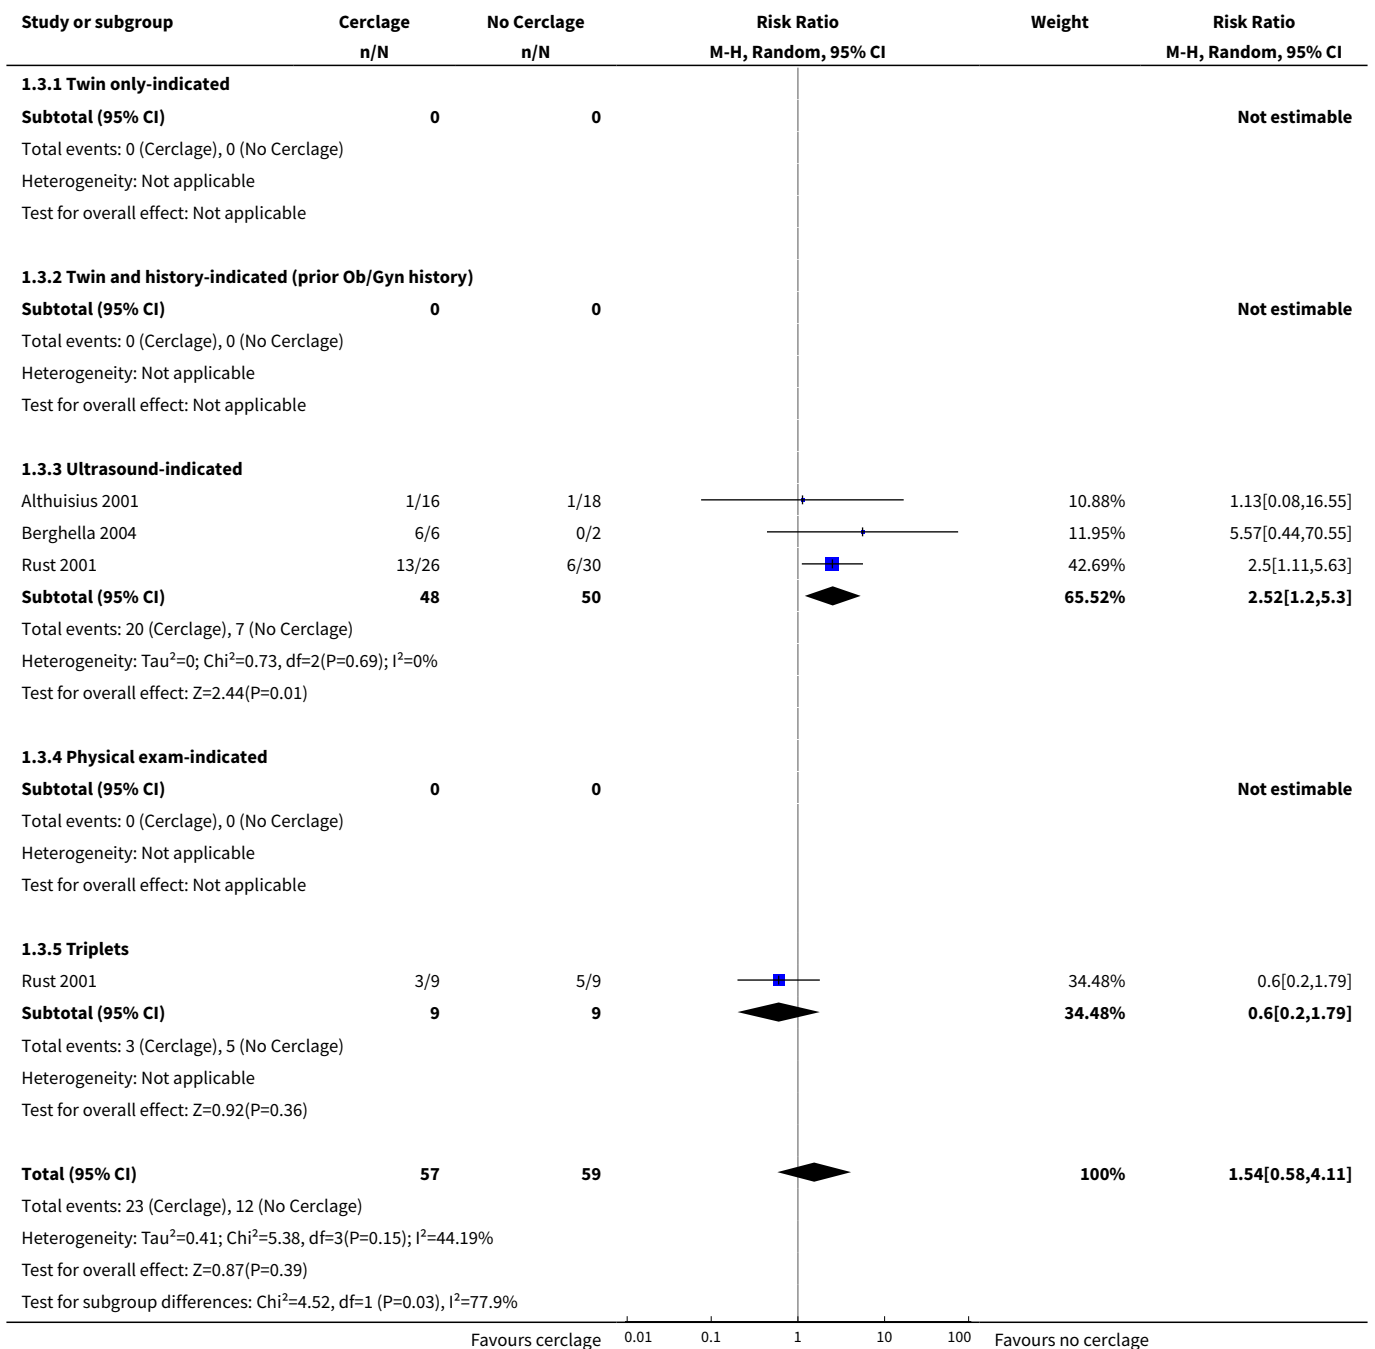 Study or subgroup Cerclage No Cerclage Risk Ratio Weight Risk Ratio
n/N n/N M-H, Random, 95% CI M-H, Random, 95% CI
1.3.1 Twin only-indicated
Subtotal (95% CI) 0 0 Not estimable
Total events: 0 (Cerclage), 0 (No Cerclage)
Heterogeneity: Not applicable
Test for overall effect: Not applicable
1.3.2 Twin and history-indicated (prior Ob/Gyn history)
Subtotal (95% CI) 0 0 Not estimable
Total events: 0 (Cerclage), 0 (No Cerclage)
Heterogeneity: Not applicable
Test for overall effect: Not applicable
1.3.3 Ultrasound-indicated
Althuisius 2001 1/16 1/18 10.88% 1.13[0.08,16.55]
Berghella 2004 6/6 0/2 11.95% 5.57[0.44,70.55]
Rust 2001 13/26 6/30 42.69% 2.5[1.11,5.63]
Subtotal (95% CI) 48 50 65.52% 2.52[1.2,5.3]
Total events: 20 (Cerclage), 7 (No Cerclage)
Heterogeneity: Tau²=0; Chi²=0.73, df=2(P=0.69); I²=0%
Test for overall effect: Z=2.44(P=0.01)
1.3.4 Physical exam-indicated
Subtotal (95% CI) 0 0 Not estimable
Total events: 0 (Cerclage), 0 (No Cerclage)
Heterogeneity: Not applicable
Test for overall effect: Not applicable
1.3.5 Triplets
Rust 2001 3/9 5/9 34.48% 0.6[0.2,1.79]
Subtotal (95% CI) 9 9 34.48% 0.6[0.2,1.79]
Total events: 3 (Cerclage), 5 (No Cerclage)
Heterogeneity: Not applicable
Test for overall effect: Z=0.92(P=0.36)
Total (95% CI) 57 59 100% 1.54[0.58,4.11]
Total events: 23 (Cerclage), 12 (No Cerclage)
Heterogeneity: Tau²=0.41; Chi²=5.38, df=3(P=0.15); I²=44.19%
Test for overall effect: Z=0.87(P=0.39)
Test for subgroup differences: Chi²=4.52, df=1 (P=0.03), I²=77.9%
Favours cerclage 0.01 0.1 1 10 100 Favours no cerclage